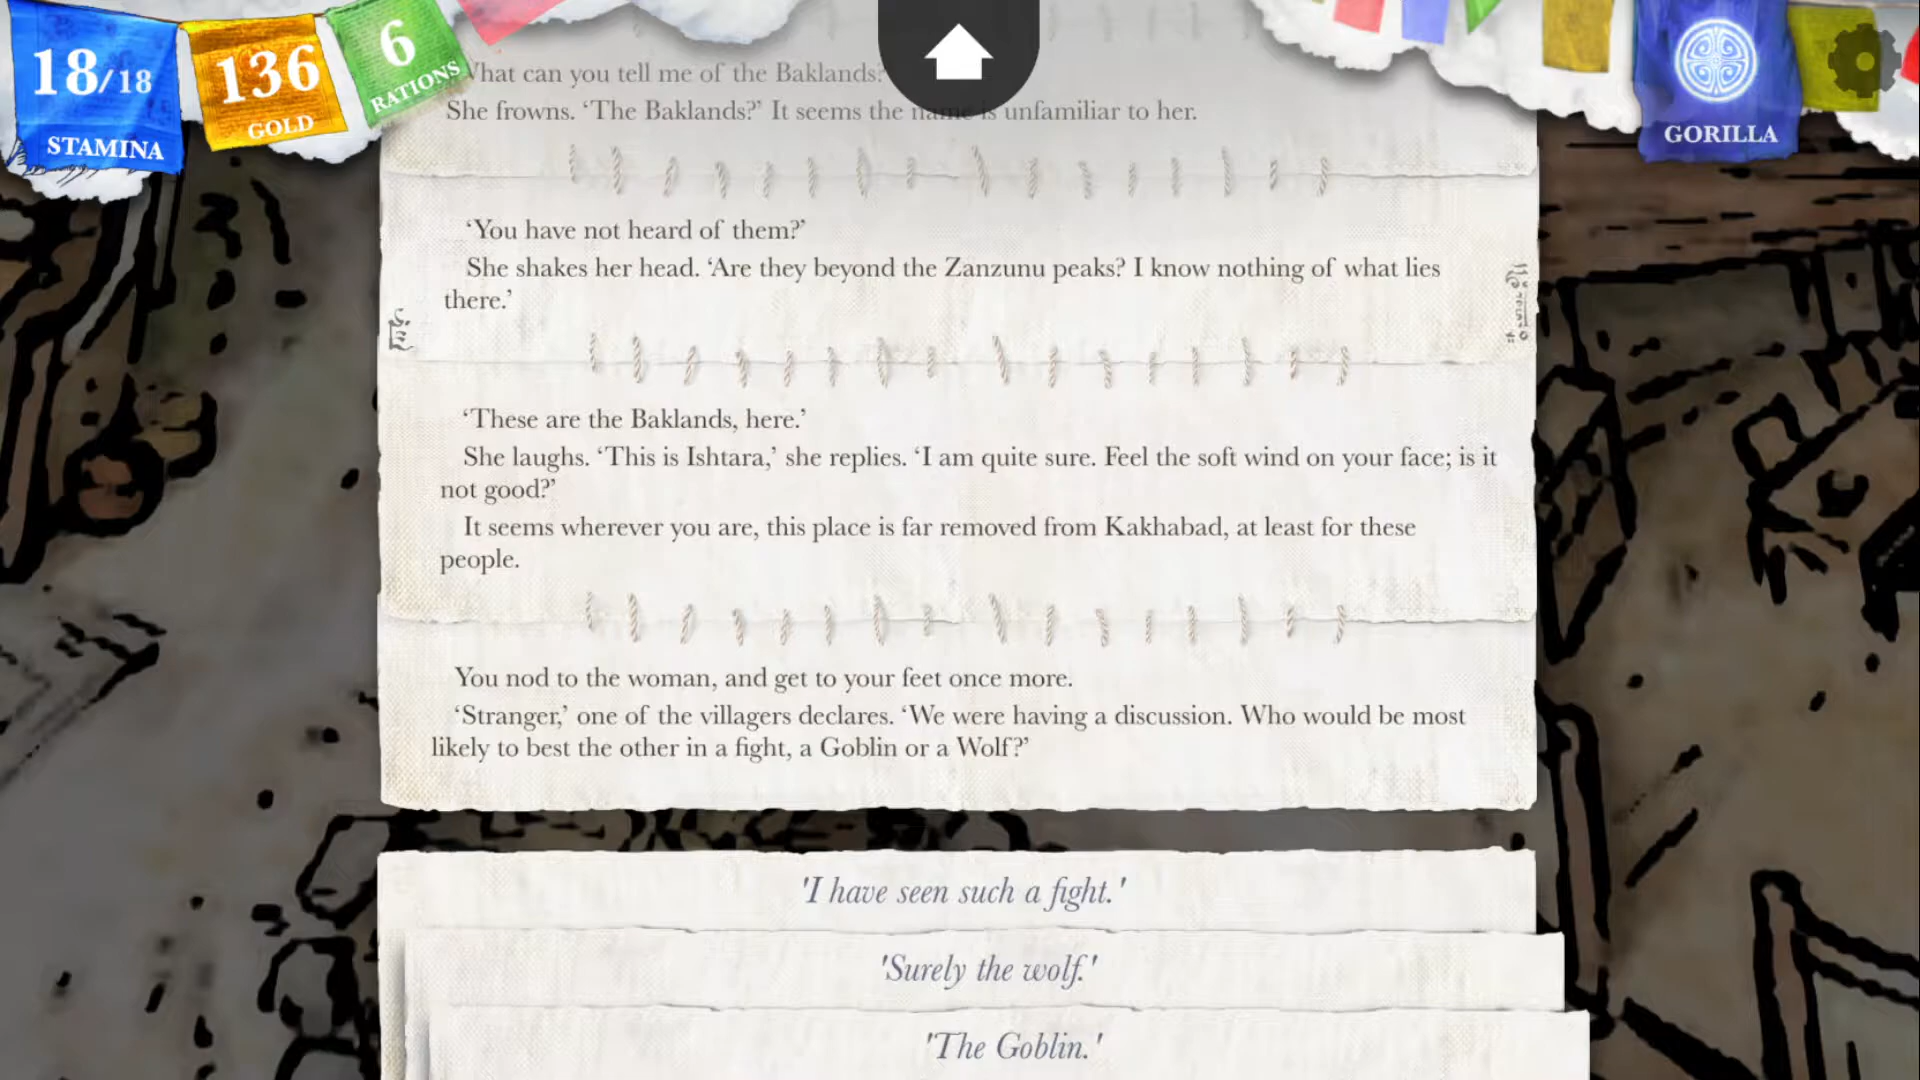 18/18
STAMINA
136
GOLD
6
RATIONS
GORILLA
What can you tell me of the Baklands?
She frowns. ‘The Baklands?’ It seems the name is unfamiliar to her.
‘You have not heard of them?’
She shakes her head. ‘Are they beyond the Zanzunu peaks? I know nothing of what lies
there.’
‘These are the Baklands, here.’
She laughs. ‘This is Ishtara,’ she replies. ‘I am quite sure. Feel the soft wind on your face; is it
not good?’
It seems wherever you are, this place is far removed from Kakhabad, at least for these
people.
You nod to the woman, and get to your feet once more.
‘Stranger,’ one of the villagers declares. ‘We were having a discussion. Who would be most
likely to best the other in a fight, a Goblin or a Wolf?’
'I have seen such a fight.'
'Surely the wolf.'
'The Goblin.'